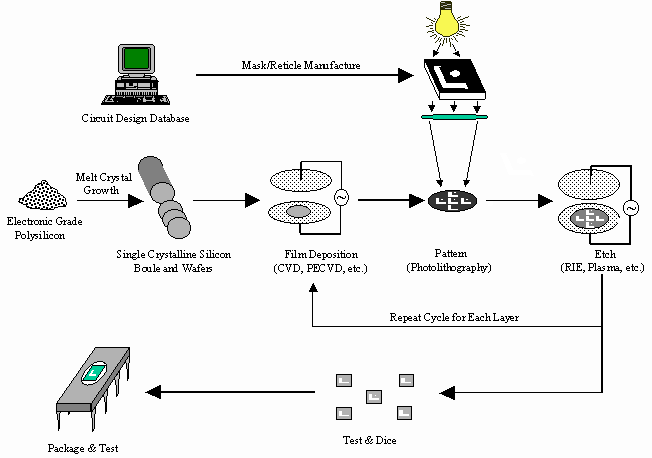 Mask/Reticle Manufacture
Circuit Design Database
Melt Crystal
Growth
Electronic Grade
Polysilicon
Single Crystalline Silicon
Boule and Wafers
Film Deposition
(CVD, PECVD, etc.)
Pattern
(Photolithography)
Etch
(RIE, Plasma, etc.)
Repeat Cycle for Each Layer
Test & Dice
Package & Test